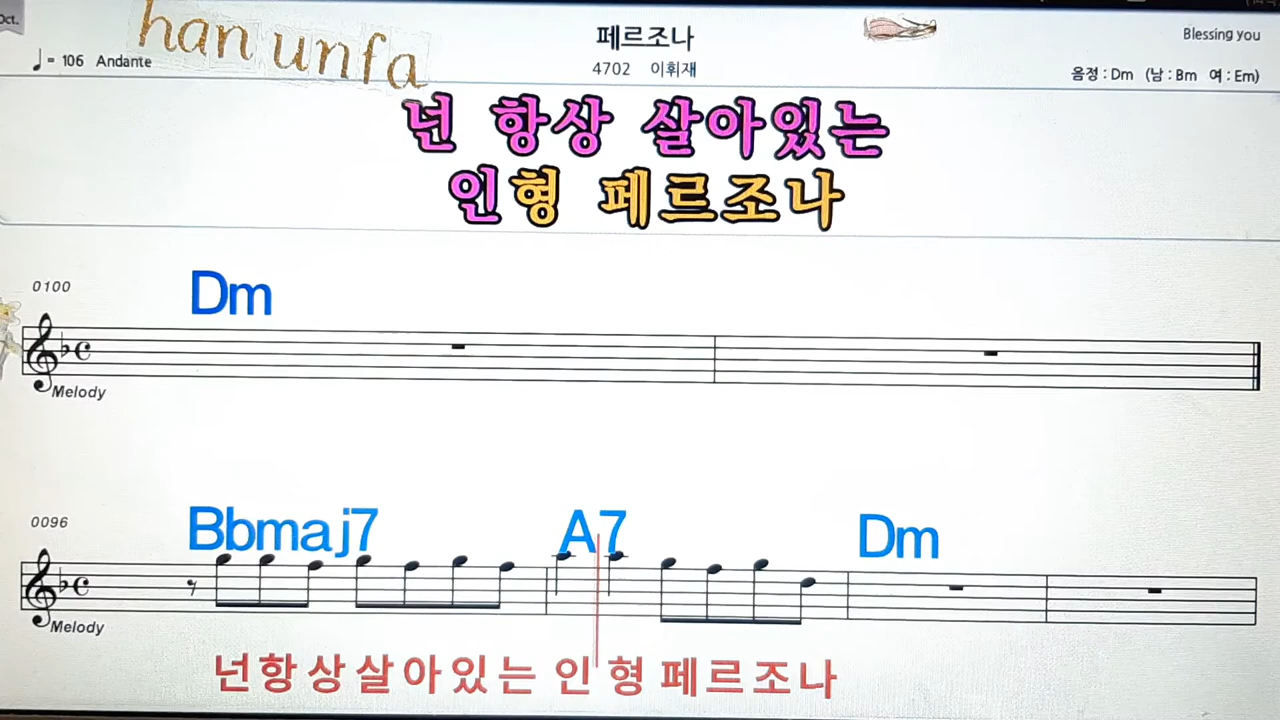 Oct.
han unfa
♩= 106 Andante
페르조나
4702 이휘재
Blessing you
음정 : Dm (남 : Bm 여 : Em)
넌 항상 살아있는
인형 페르조나
0100
Dm
Melody
0096
Bbmaj7 A7 Dm
Melody
넌항상살아있는 인형 페르조나